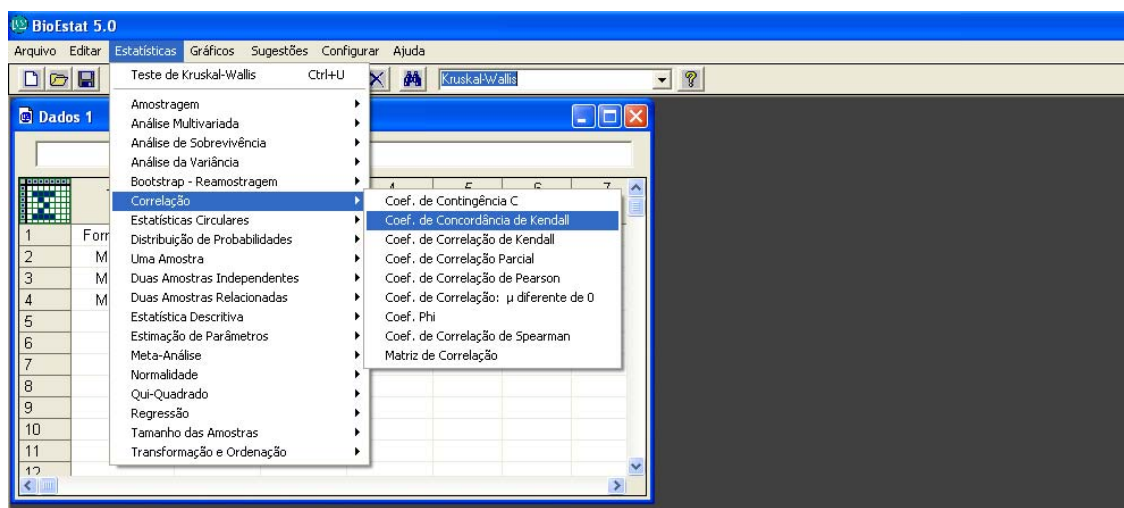 BioEstat 5.0
Arquivo Editar Estatísticas Gráficos Sugestões Configurar Ajuda
Kruskal-Wallis
Dados 1
Teste de Kruskal-Wallis Ctrl+U
Amostragem
Análise Multivariada
Análise de Sobrevivência
Análise da Variância
Bootstrap - Reamostragem
Correlação
Estatísticas Circulares
Distribuição de Probabilidades
Uma Amostra
Duas Amostras Independentes
Duas Amostras Relacionadas
Estatística Descritiva
Estimação de Parâmetros
Meta-Análise
Normalidade
Qui-Quadrado
Regressão
Tamanho das Amostras
Transformação e Ordenação
Coef. de Contingência C
Coef. de Concordância de Kendall
Coef. de Correlação de Kendall
Coef. de Correlação Parcial
Coef. de Correlação de Pearson
Coef. de Correlação: μ diferente de 0
Coef. Phi
Coef. de Correlação de Spearman
Matriz de Correlação
4 5 6 7
1
2 M
3 M
4 M
5
6
7
8
9
10
11
12